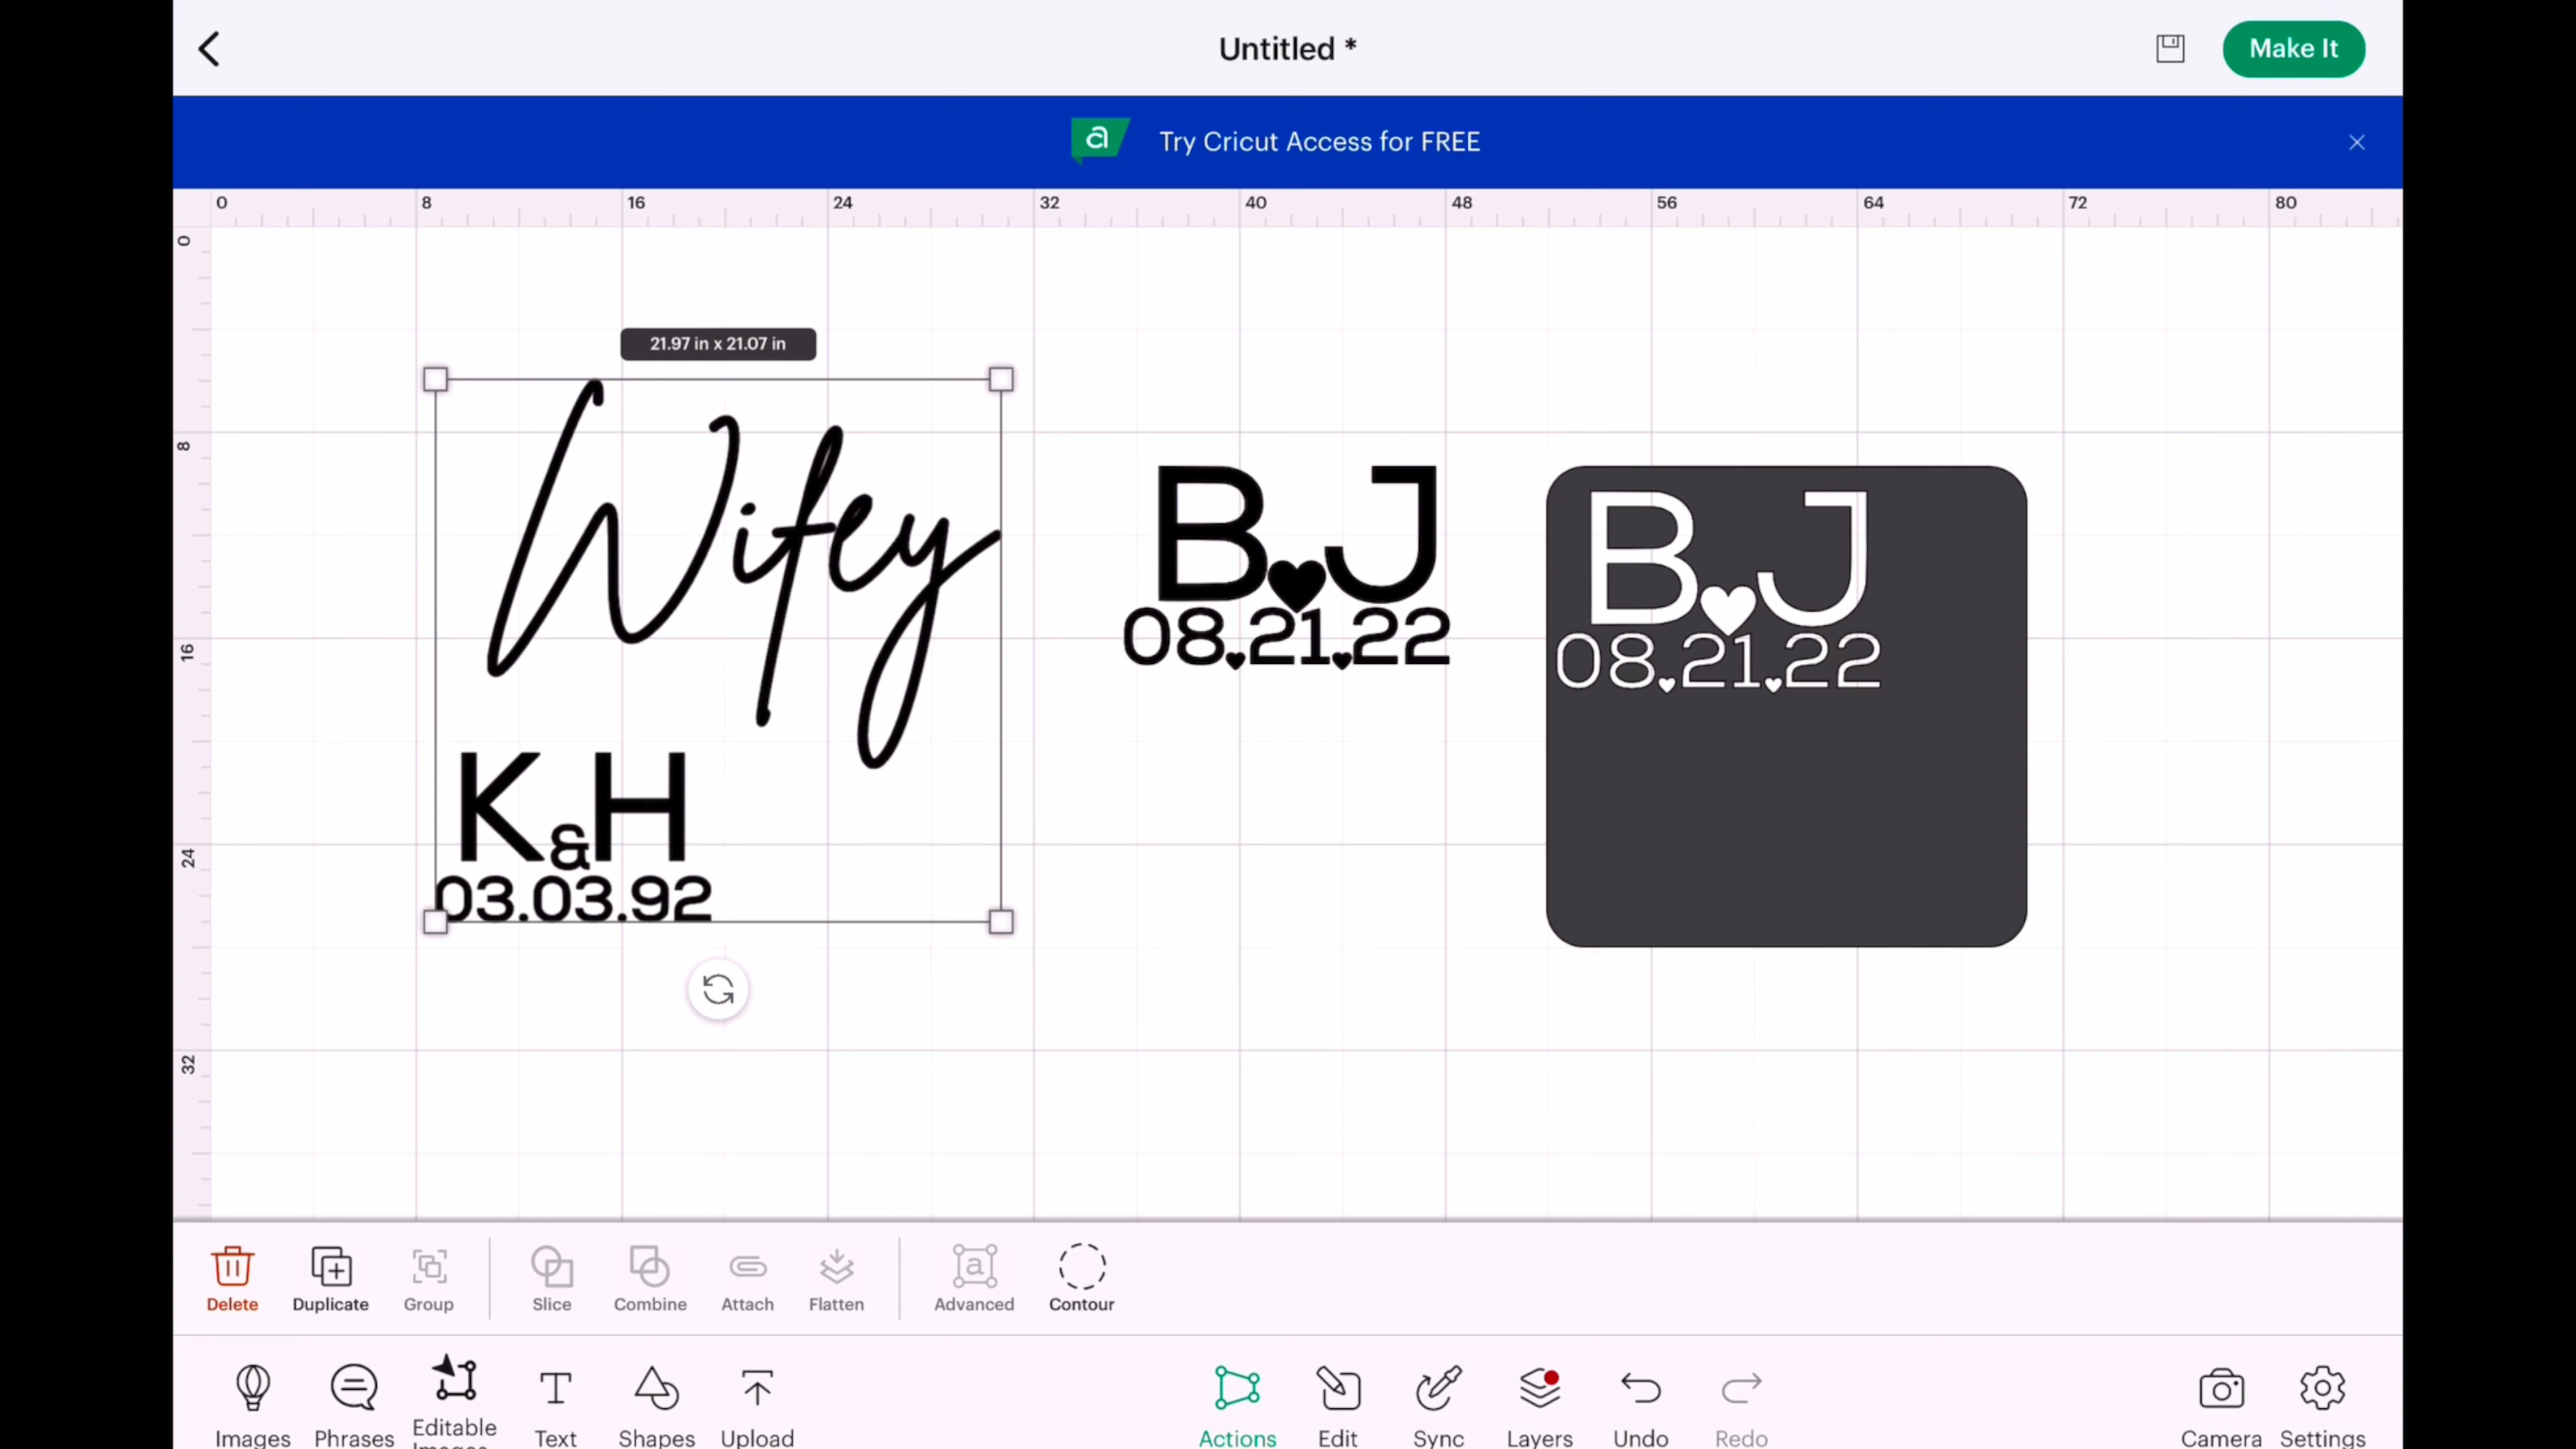 Untitled *
Make It
a Try Cricut Access for FREE
0 8 16 24 32 40 48 56 64 72 80
0
8
16
24
32
21.97 in x 21.07 in
Wifey
K&H
03.03.92
B♥J
08♥21♥22
B♥J
08♥21♥22
Delete Duplicate Group Slice Combine Attach Flatten Advanced Contour
Images Phrases Editable Images Text Shapes Upload Actions Edit Sync Layers Undo Redo Camera Settings